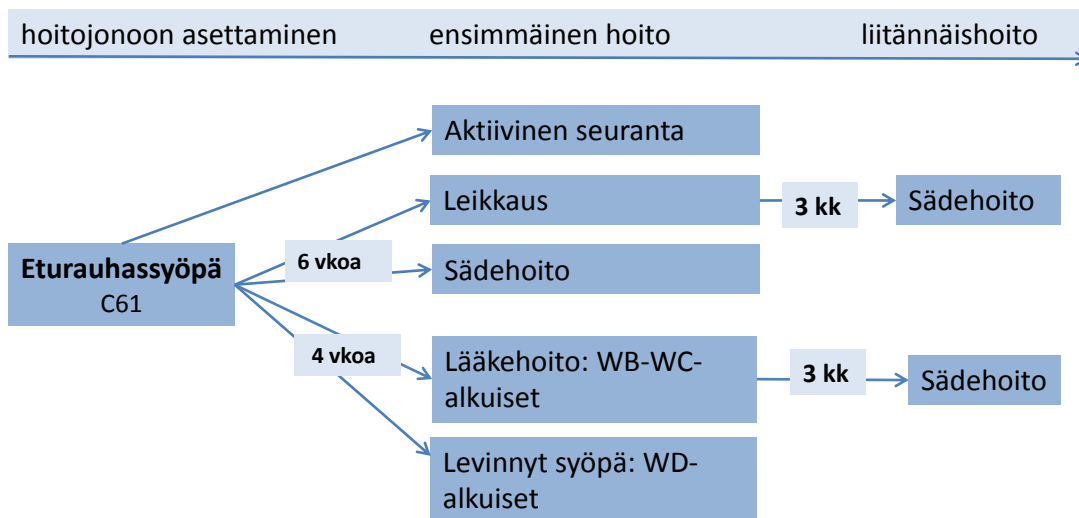 hoitojonoon asettaminen
ensimmäinen hoito
liitännäishoito
Aktiivinen seuranta
Leikkaus
3 kk
Sädehoito
Eturauhassyöpä
C61
6 vkoa
Sädehoito
4 vkoa
Lääkehoito: WB-WC-
alkuiset
3 kk
Sädehoito
Levinnyt syöpä: WD-
alkuiset